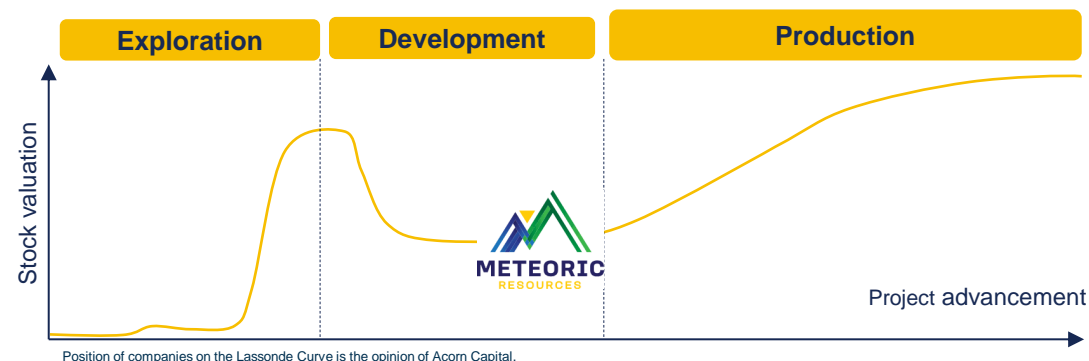 Exploration
Development
Production
Stock valuation
METEORIC
RESOURCES
Project advancement
Position of companies on the Lassonde Curve is the opinion of Acorn Capital.